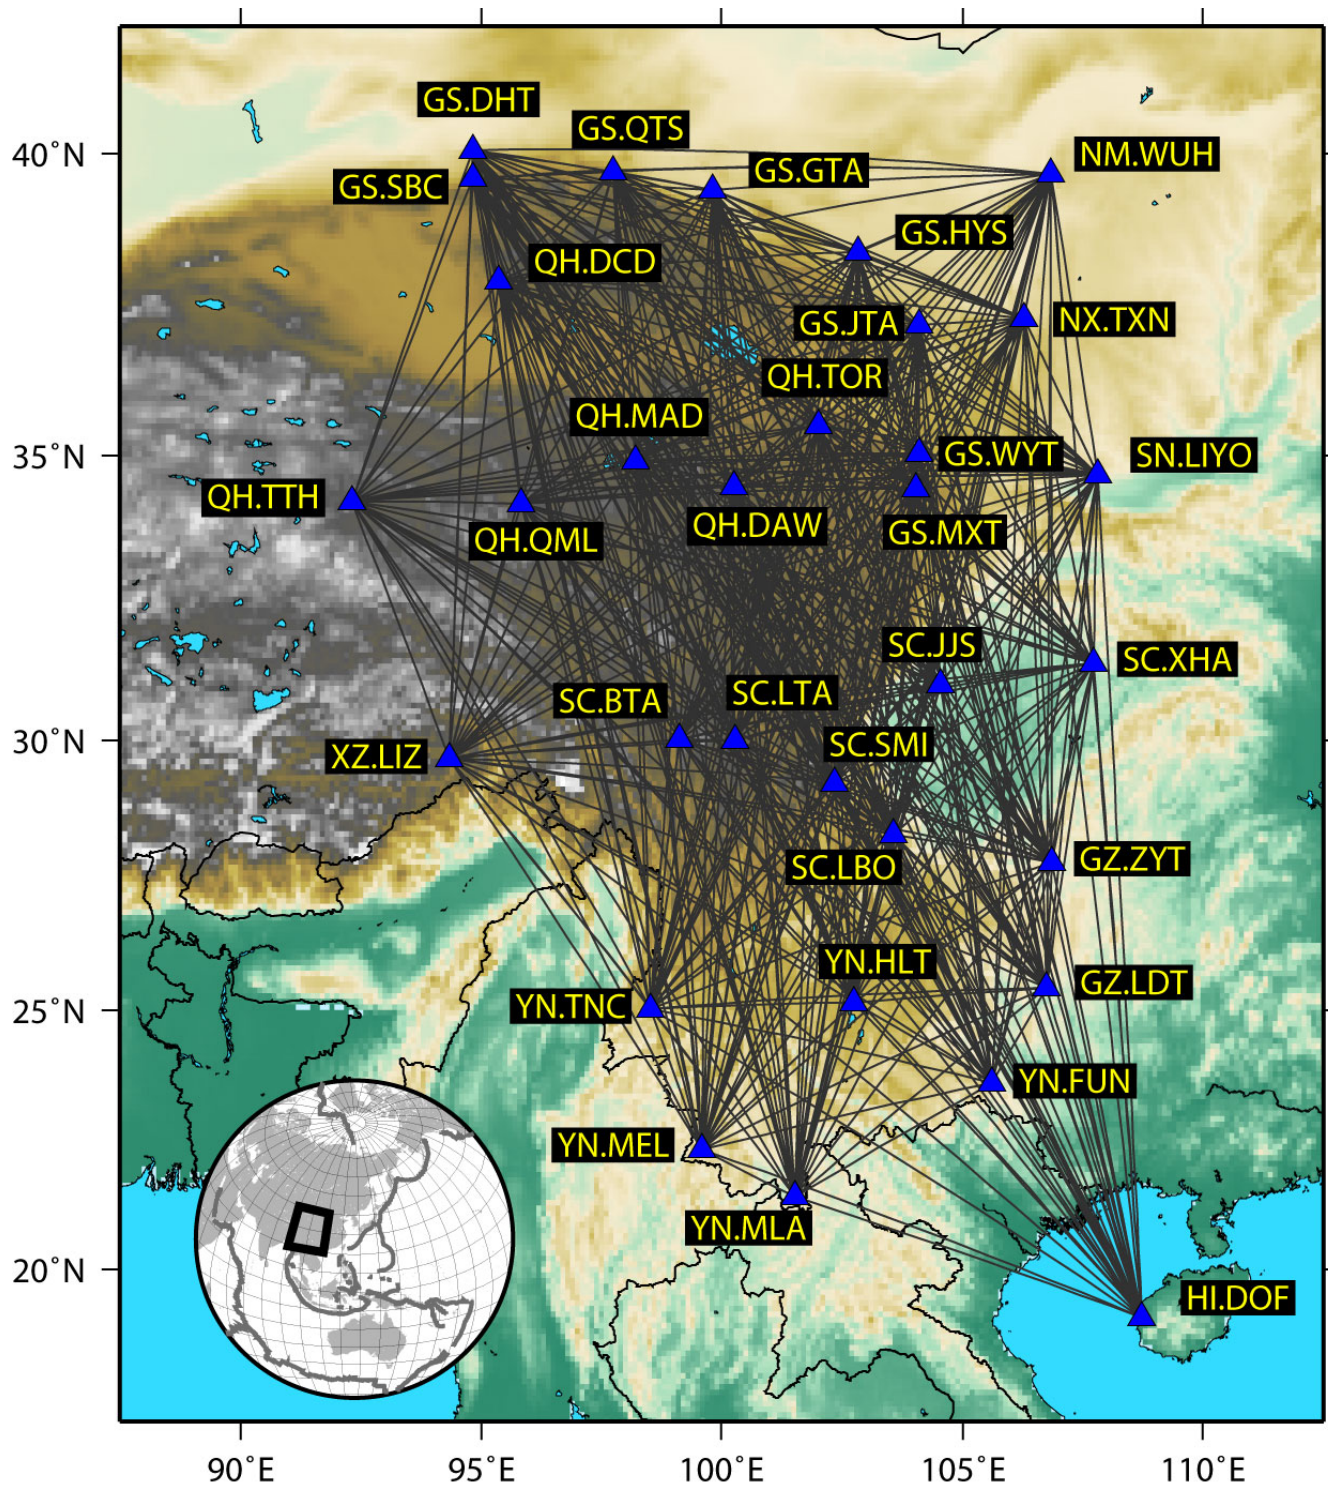 GS.DHT
GS.QTS
40°N
NM.WUH
GS.GTA
GS.SBC
GS.HYS
QH.DCD
GS.JTA
NX.TXN
QH.TOR
QH.MAD
35°N
GS.WYT
SN.LIYO
QH.TTH
QH.DAW
GS.MXT
QH.QML
SC.JJS
SC.XHA
SC.BTA
SC.LTA
30°N
XZ.LIZ
SC.SMI
SC.LBO
GZ.ZYT
YN.HLT
GZ.LDT
25°N
YN.TNC
YN.FUN
YN.MEL
YN.MLA
20°N
HI.DOF
90°E
95°E
100°E
105°E
110°E